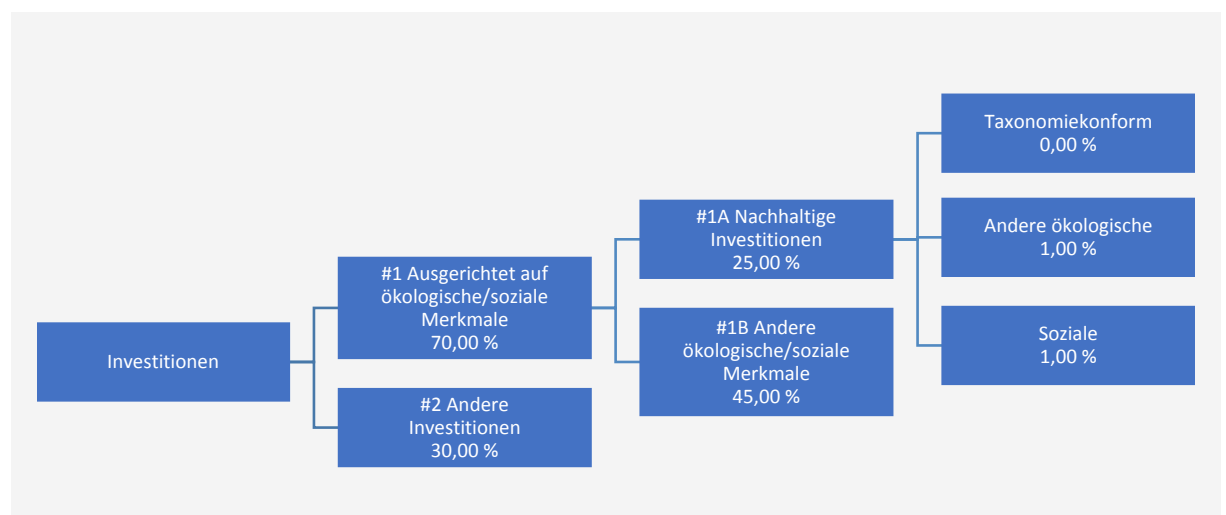 Investitionen
#1 Ausgerichtet auf
ökologische/soziale
Merkmale
70,00 %
#2 Andere
Investitionen
30,00 %
#1A Nachhaltige
Investitionen
25,00 %
#1B Andere
ökologische/soziale
Merkmale
45,00 %
Taxonomiekonform
0,00 %
Andere ökologische
1,00 %
Soziale
1,00 %